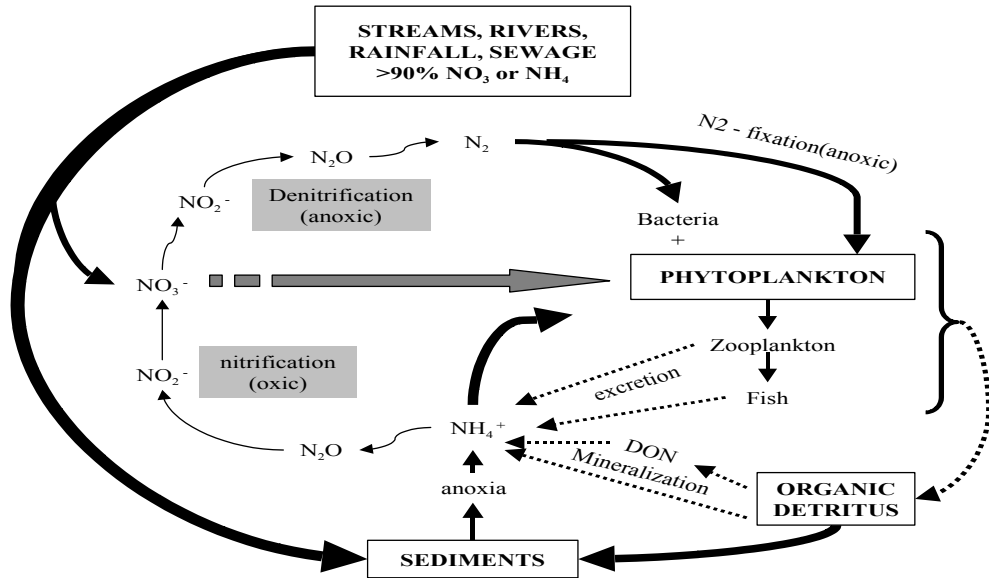 STREAMS, RIVERS,
RAINFALL, SEWAGE
>90% NO₃ or NH₄
N2 - fixation(anoxic)
N₂O
N₂
Denitrification
(anoxic)
NO₂⁻
Bacteria
+
PHYTOPLANKTON
NO₃⁻
Zooplankton
nitrification
(oxic)
NO₂⁻
excretion
Fish
NH₄⁺
N₂O
DON
Mineralization
anoxia
ORGANIC
DETRITUS
SEDIMENTS